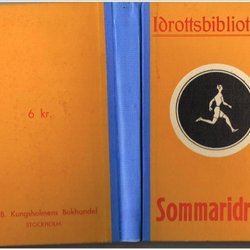 6 kr.
B. Kungsholmens Bokhandel
STOCKHOLM
Idrottsbibliot
Sommaridr